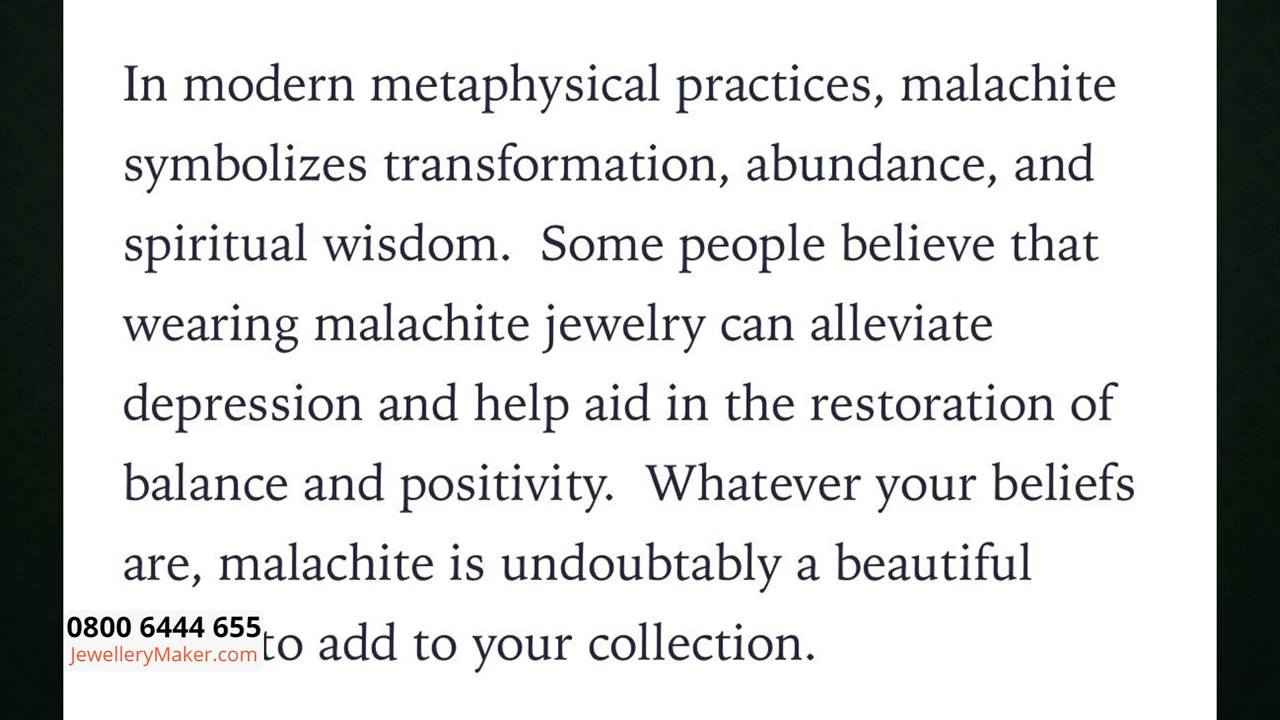 In modern metaphysical practices, malachite
symbolizes transformation, abundance, and
spiritual wisdom.  Some people believe that
wearing malachite jewelry can alleviate
depression and help aid in the restoration of
balance and positivity.  Whatever your beliefs
are, malachite is undoubtably a beautiful
to add to your collection.
0800 6444 655
JewelleryMaker.com